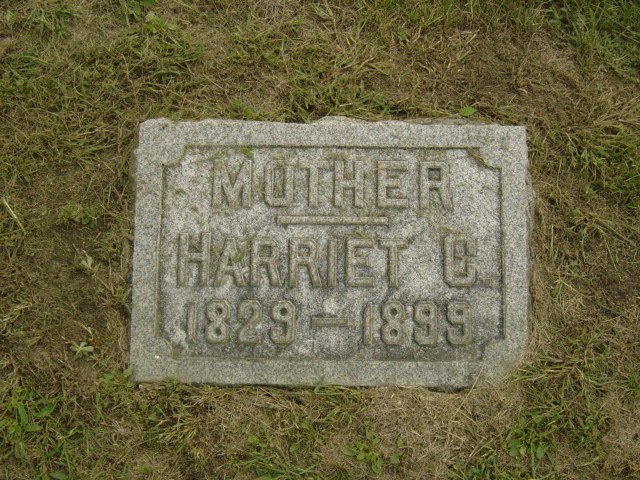 MOTHER
HARRIET C.
1829 — 1899